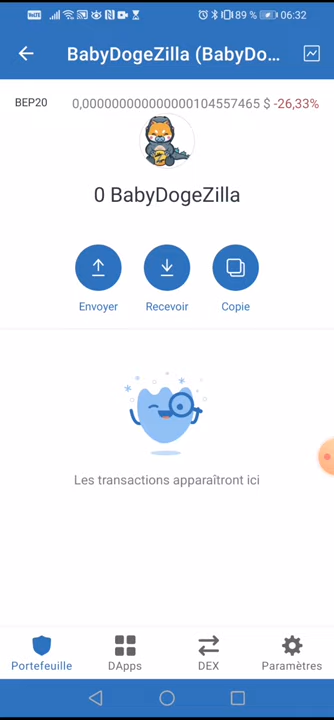 89 % 06:32
BabyDogeZilla (BabyDo...
BEP20 0,000000000000000104557465 $ -26,33%
0 BabyDogeZilla
Envoyer Recevoir Copie
Les transactions apparaîtront ici
Portefeuille DApps DEX Paramètres